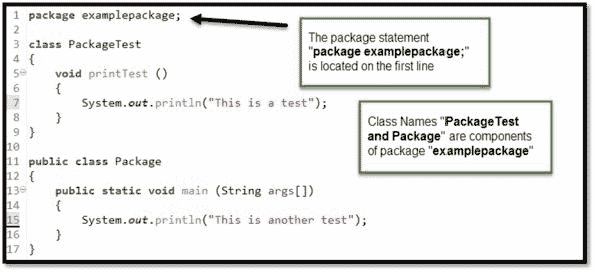 1 package examplepackage;
2
3 class PackageTest
4 {
5 void printTest ()
6 {
7 System.out.println("This is a test");
8 }
9 }
10
11 public class Package
12 {
13 public static void main (String args[])
14 {
15 System.out.println("This is another test");
16 }
17 }
The package statement
"package examplepackage;"
is located on the first line
Class Names "PackageTest
and Package" are components
of package "examplepackage"